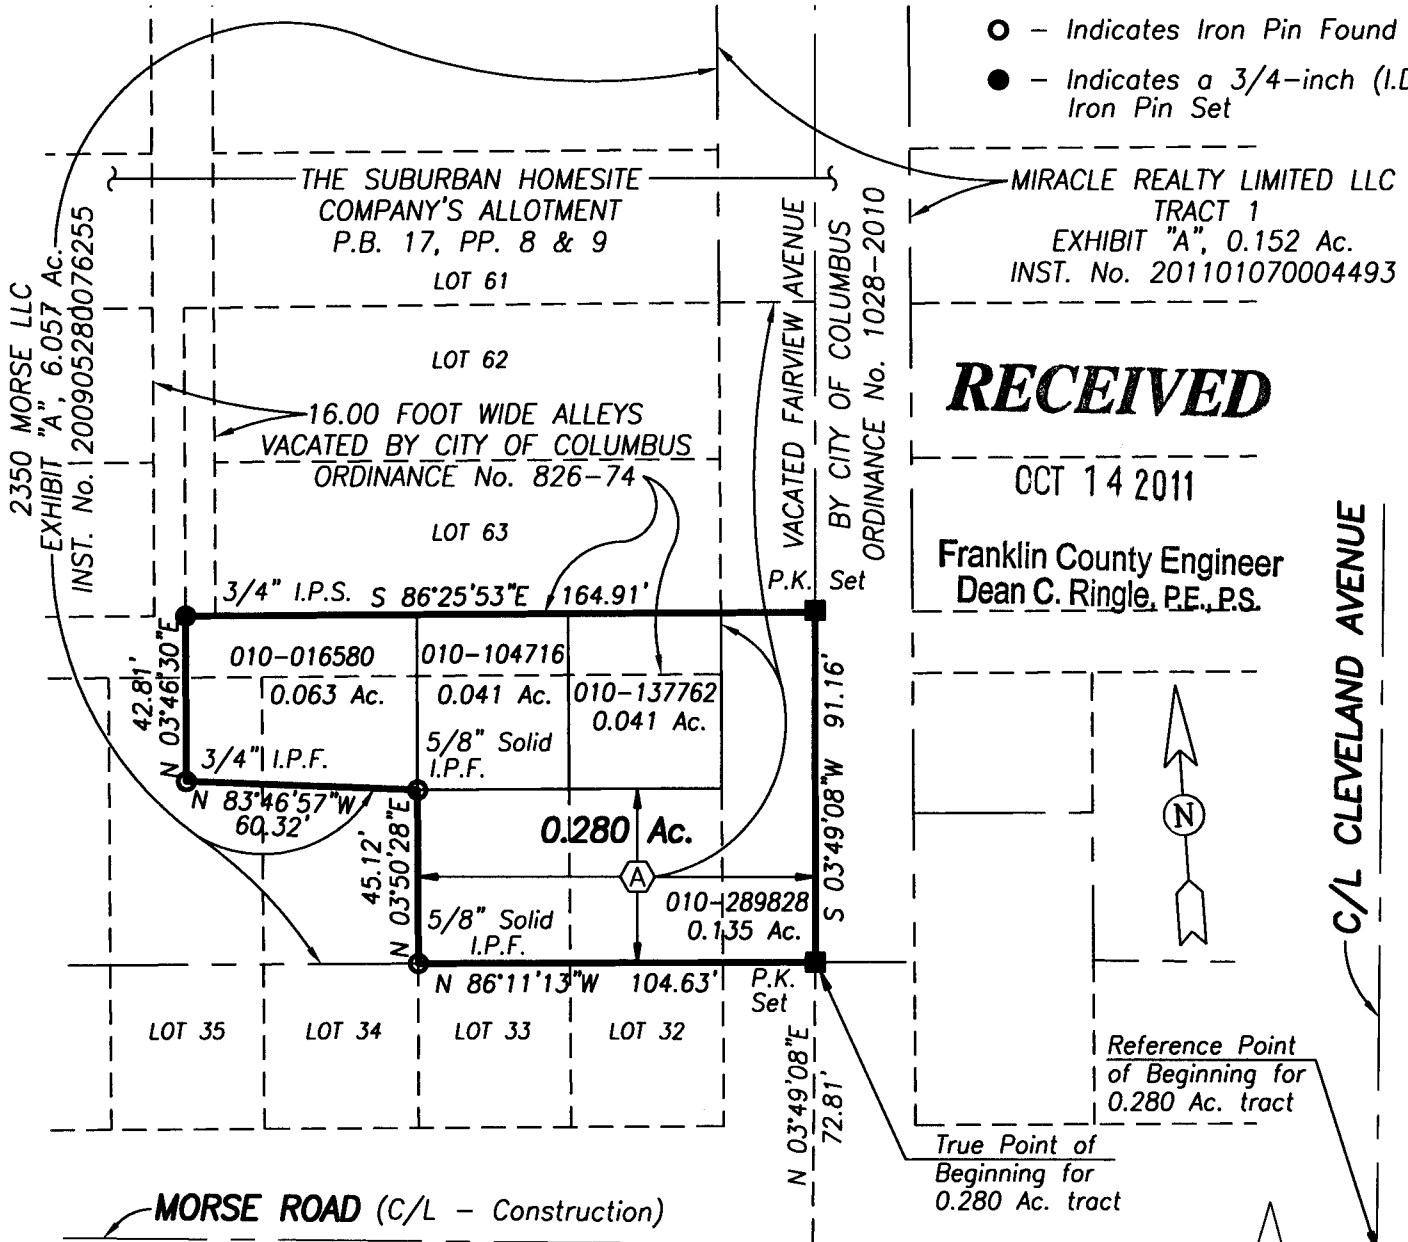 – Indicates Iron Pin Found
– Indicates a 3/4-inch (I.D
Iron Pin Set
THE SUBURBAN HOMESITE
COMPANY'S ALLOTMENT
P.B. 17, PP. 8 & 9
LOT 61
MIRACLE REALTY LIMITED LLC
TRACT 1
EXHIBIT "A", 0.152 Ac.
INST. No. 201101070004493
2350 MORSE LLC
EXHIBIT "A", 6.057 Ac.
INST. No. 200905280076255
VACATED FAIRVIEW AVENUE
BY CITY OF COLUMBUS
ORDINANCE No. 1028-2010
LOT 62
16.00 FOOT WIDE ALLEYS
VACATED BY CITY OF COLUMBUS
ORDINANCE No. 826-74
LOT 63
RECEIVED
OCT 14 2011
Franklin County Engineer
Dean C. Ringle, P.E., P.S.
C/L CLEVELAND AVENUE
3/4" I.P.S.
S 86°25'53"E 164.91'
P.K. Set
N 03°46'30"E
42.81'
010-016580
0.063 Ac.
010-104716
0.041 Ac.
010-137762
0.041 Ac.
S 03°49'08"W 91.16'
3/4" I.P.F.
5/8" Solid
I.P.F.
N 83°46'57"W
60.32'
0.280 Ac.
A
N
45.12'
N 03°50'28"E
010-289828
0.135 Ac.
5/8" Solid
I.P.F.
N 86°11'13"W 104.63'
P.K.
Set
LOT 35
LOT 34
LOT 33
LOT 32
N 03°49'08"E
72.81'
Reference Point
of Beginning for
0.280 Ac. tract
True Point of
Beginning for
0.280 Ac. tract
MORSE ROAD (C/L – Construction)